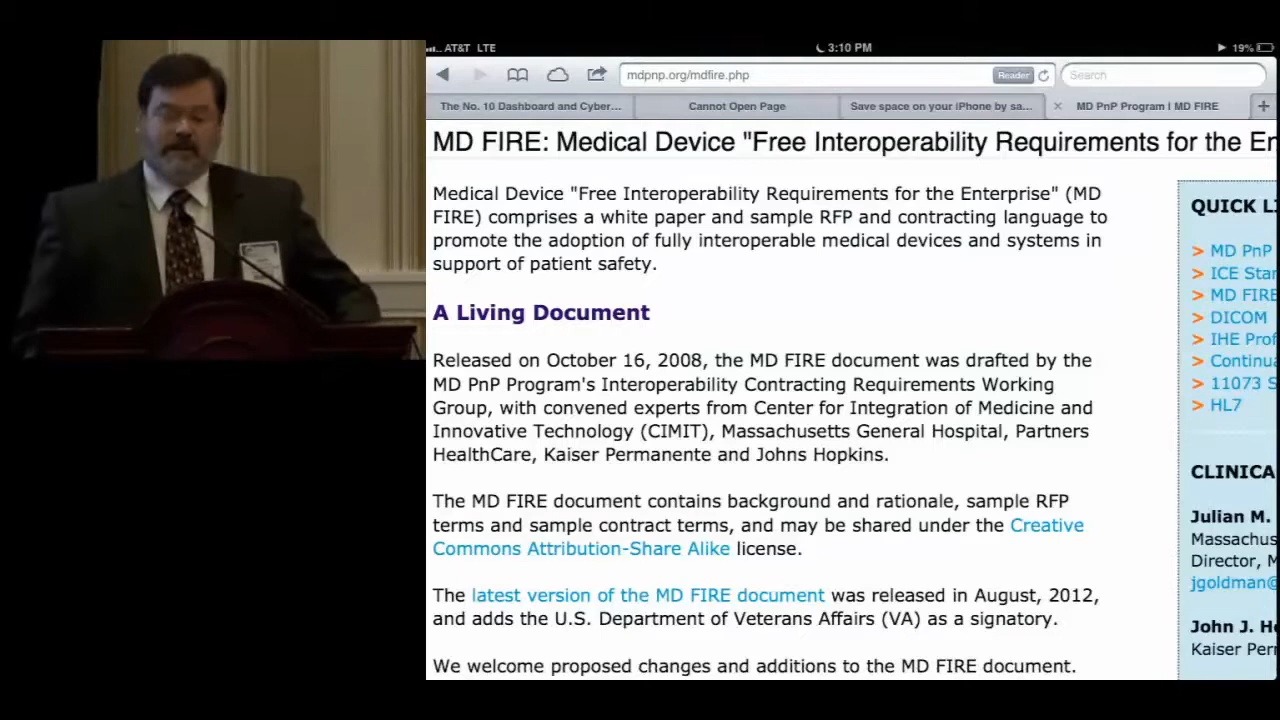 AT&T LTE
3:10 PM
19%
mdpnp.org/mdfire.php
Reader
Search
The No. 10 Dashboard and Cyber...
Cannot Open Page
Save space on your iPhone by sa...
MD PnP Program I MD FIRE
MD FIRE: Medical Device "Free Interoperability Requirements for the En
Medical Device "Free Interoperability Requirements for the Enterprise" (MD
FIRE) comprises a white paper and sample RFP and contracting language to
promote the adoption of fully interoperable medical devices and systems in
support of patient safety.
A Living Document
Released on October 16, 2008, the MD FIRE document was drafted by the
MD PnP Program's Interoperability Contracting Requirements Working
Group, with convened experts from Center for Integration of Medicine and
Innovative Technology (CIMIT), Massachusetts General Hospital, Partners
HealthCare, Kaiser Permanente and Johns Hopkins.
The MD FIRE document contains background and rationale, sample RFP
terms and sample contract terms, and may be shared under the Creative
Commons Attribution-Share Alike license.
The latest version of the MD FIRE document was released in August, 2012,
and adds the U.S. Department of Veterans Affairs (VA) as a signatory.
We welcome proposed changes and additions to the MD FIRE document.
QUICK LI
> MD PnP
> ICE Stan
> MD FIRE
> DICOM
> IHE Prof
> Continua
> 11073 S
> HL7
CLINICA
Julian M.
Massachus
Director, M
jgoldman@
John J. He
Kaiser Perm